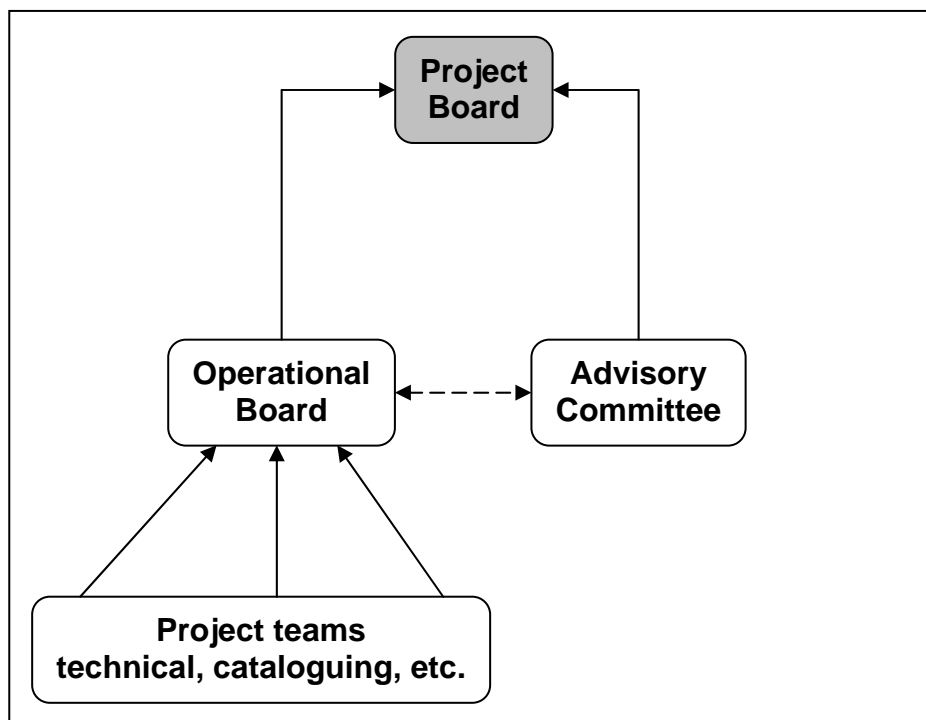 Project
Board
Operational
Board
Advisory
Committee
Project teams
technical, cataloguing, etc.